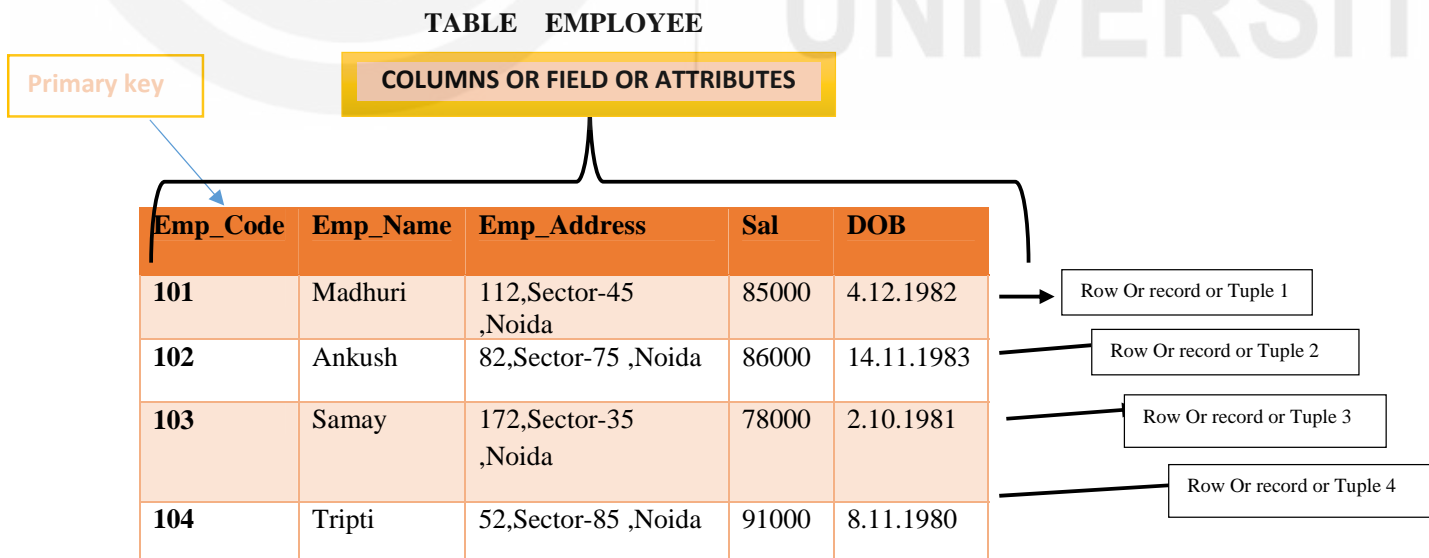 UNIVERSIT
TABLE EMPLOYEE
Primary key
COLUMNS OR FIELD OR ATTRIBUTES
Emp_Code Emp_Name Emp_Address Sal DOB
101 Madhuri 112,Sector-45 85000 4.12.1982 Row Or record or Tuple 1
,Noida
102 Ankush 82,Sector-75 ,Noida 86000 14.11.1983 Row Or record or Tuple 2
103 Samay 172,Sector-35 78000 2.10.1981 Row Or record or Tuple 3
,Noida
Row Or record or Tuple 4
104 Tripti 52,Sector-85 ,Noida 91000 8.11.1980